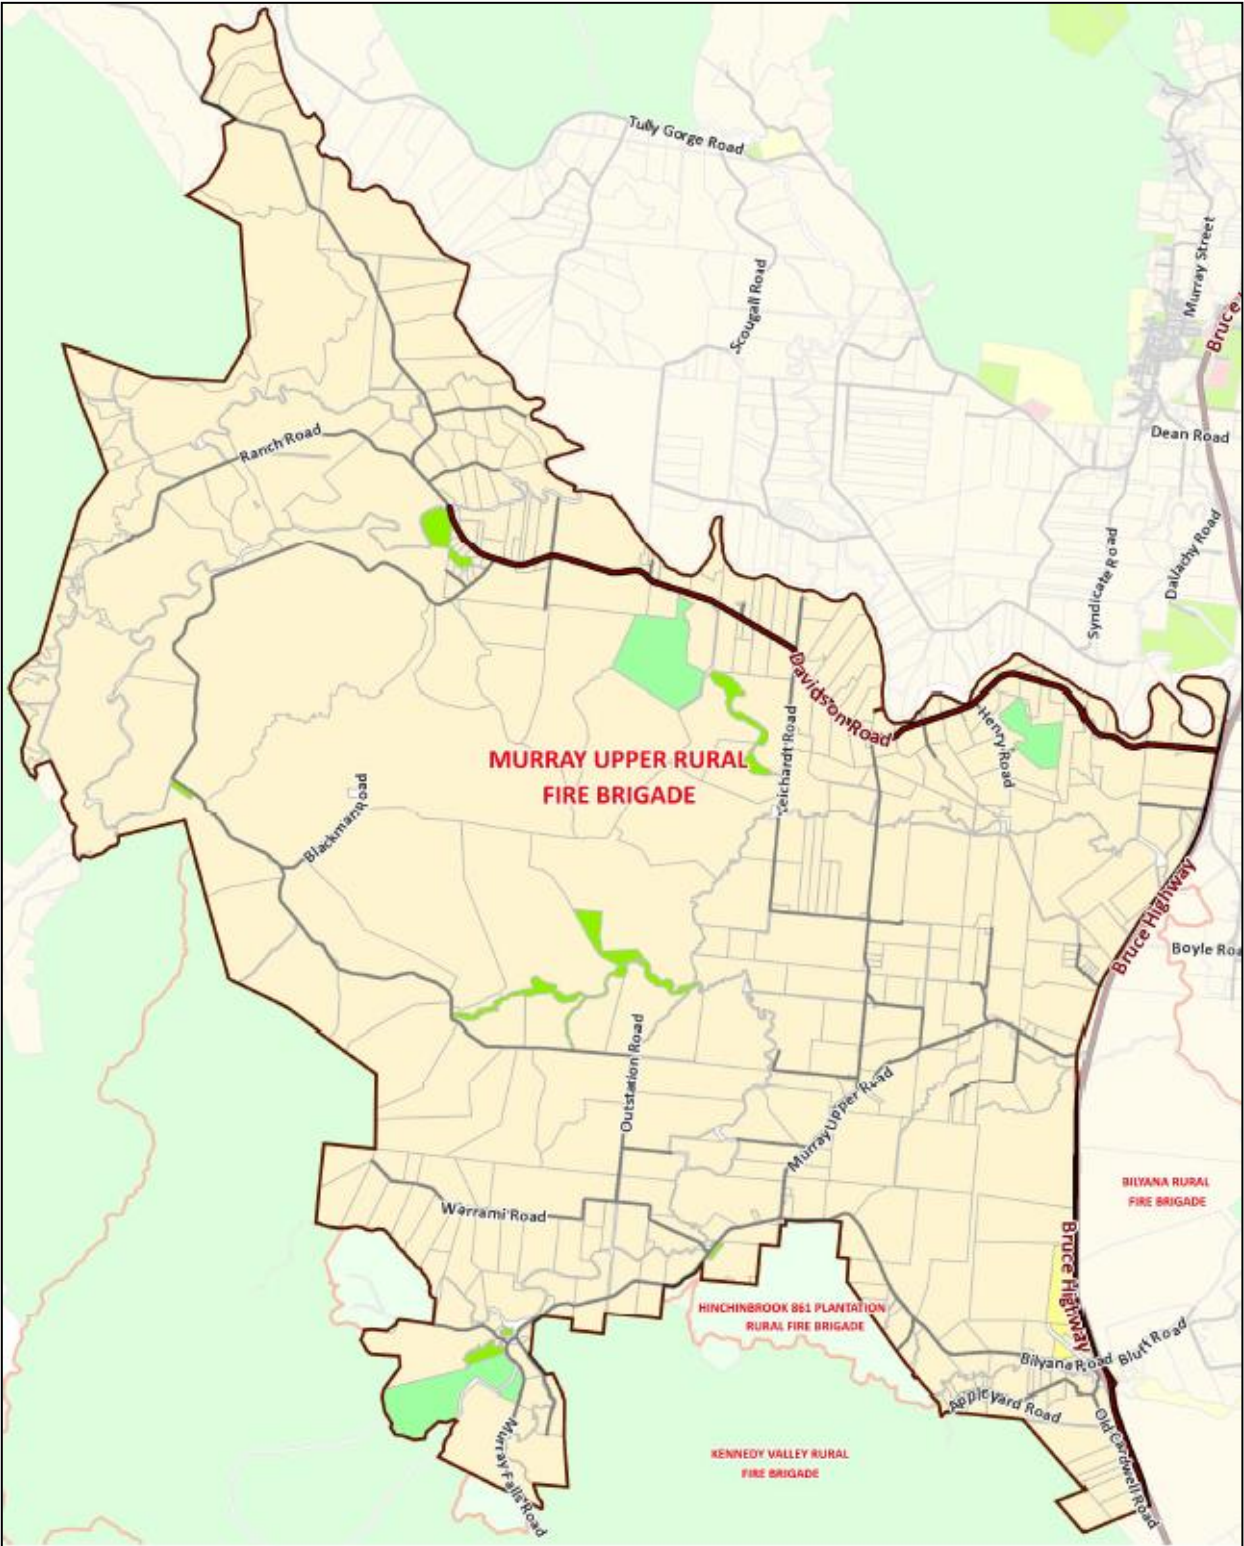 Tully Gorge Road
Murray Street
Scougall Road
Bruce
Dean Road
Ranch Road
Syndicate Road
Dallachy Road
Davidson Road
Henry Road
Leichardt Road
MURRAY UPPER RURAL
FIRE BRIGADE
Blackman Road
Bruce Highway
Boyle Roa
Outstation Road
Murray Upper Road
BILYANA RURAL
FIRE BRIGADE
Warrami Road
Bruce Highway
HINCHINBROOK 861 PLANTATION
RURAL FIRE BRIGADE
Bilyana Road
Bluff Road
Appleyard Road
Old Cardwell Road
Murray Falls Road
KENNEDY VALLEY RURAL
FIRE BRIGADE